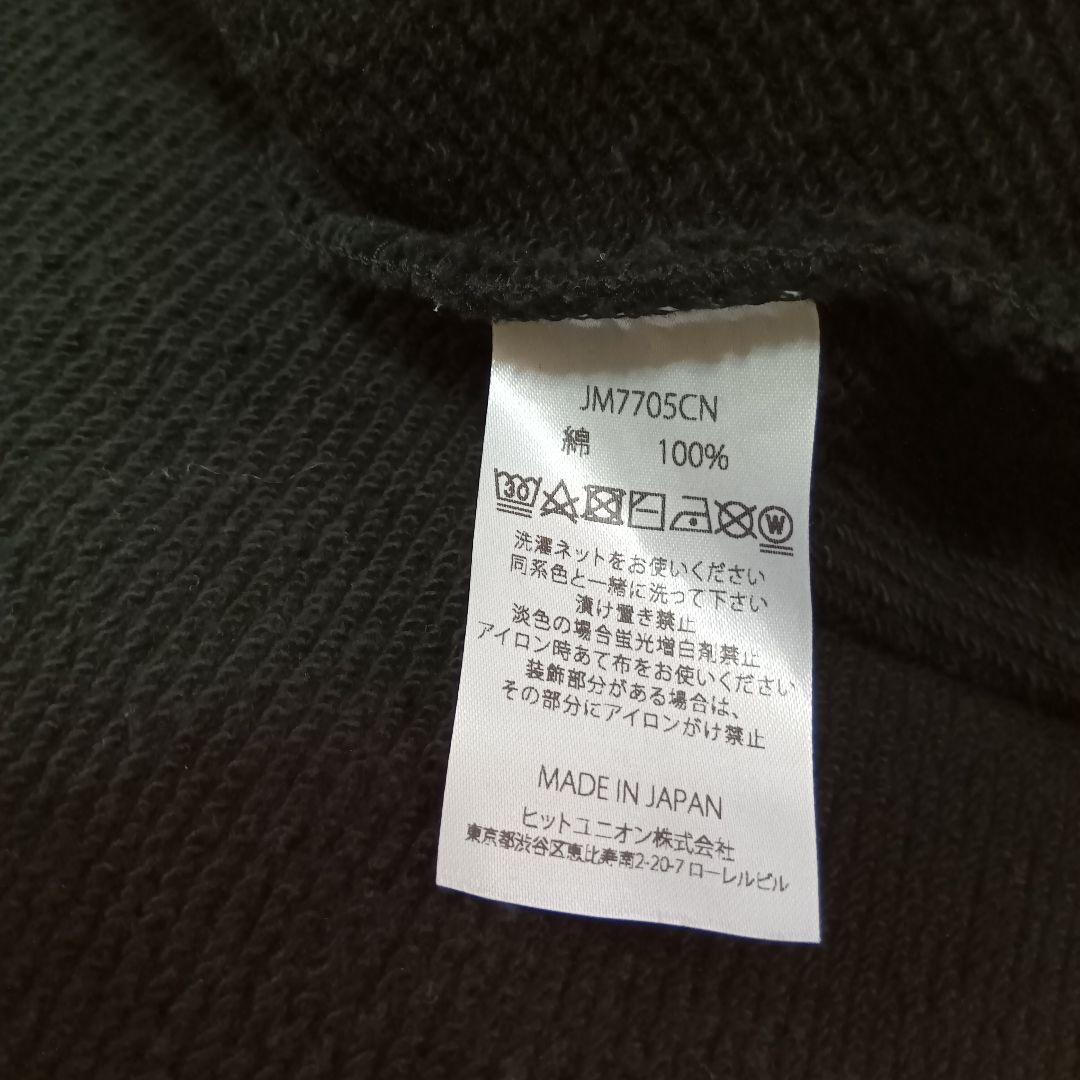 JM7705CN
綿 100%
30 W
洗濯ネットをお使いください
同系色と一緒に洗って下さい
漬け置き禁止
淡色の場合蛍光増白剤禁止
アイロン時あて布をお使いください
装飾部分がある場合は、
その部分にアイロンがけ禁止
MADE IN JAPAN
ヒットユニオン株式会社
東京都渋谷区恵比寿南2-20-7 ローレルビル